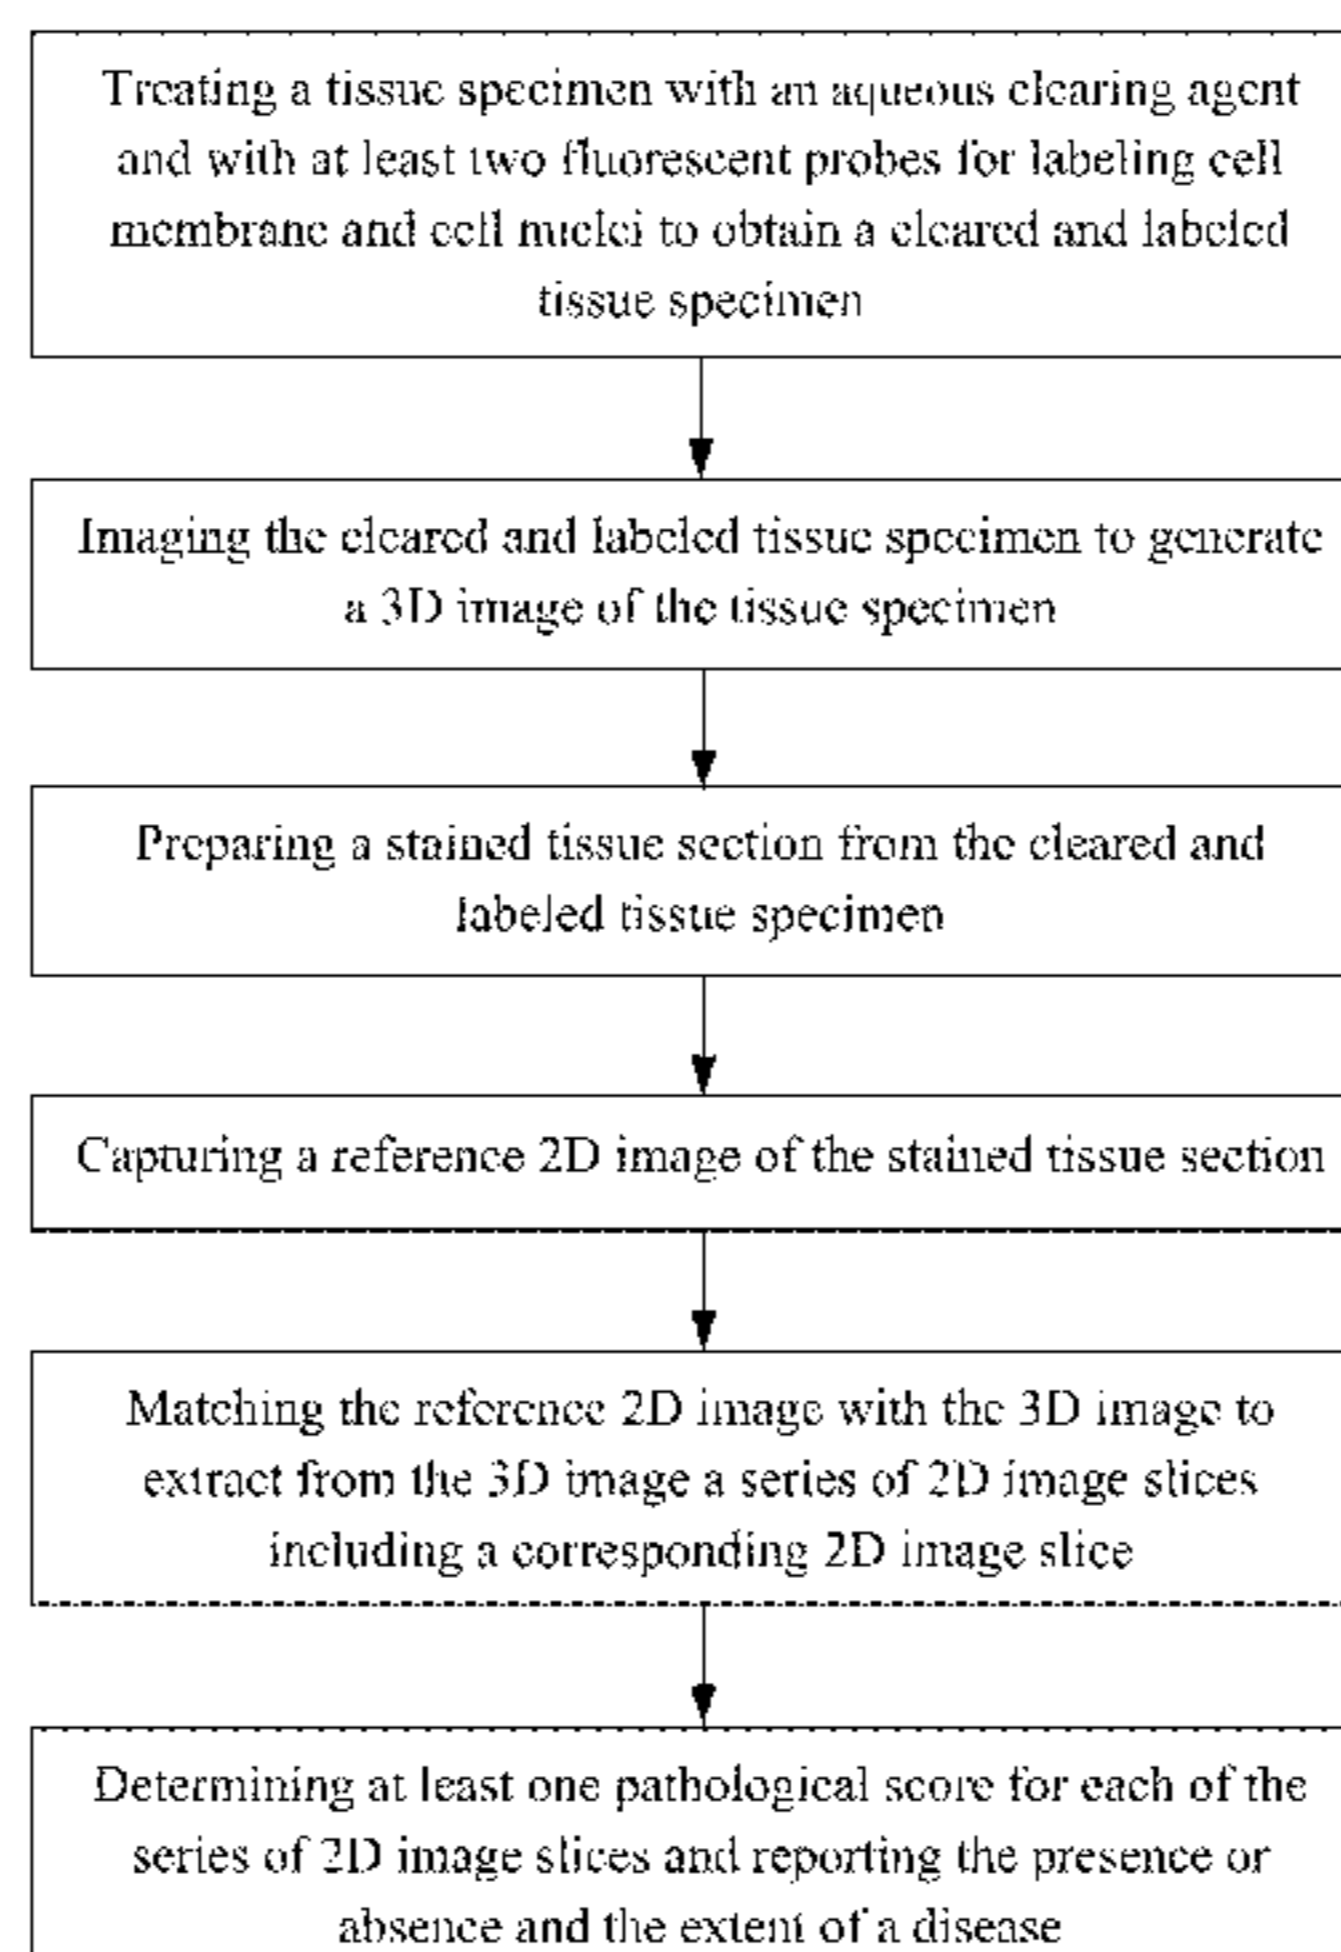 Treating a tissue specimen with an aqueous clearing agent
and with at least two fluorescent probes for labeling cell
membrane and cell nuclei to obtain a cleared and labeled
tissue specimen
Imaging the cleared and labeled tissue specimen to generate
a 3D image of the tissue specimen
Preparing a stained tissue section from the cleared and
labeled tissue specimen
Capturing a reference 2D image of the stained tissue section
Matching the reference 2D image with the 3D image to
extract from the 3D image a series of 2D image slices
including a corresponding 2D image slice
Determining at least one pathological score for each of the
series of 2D image slices and reporting the presence or
absence and the extent of a disease